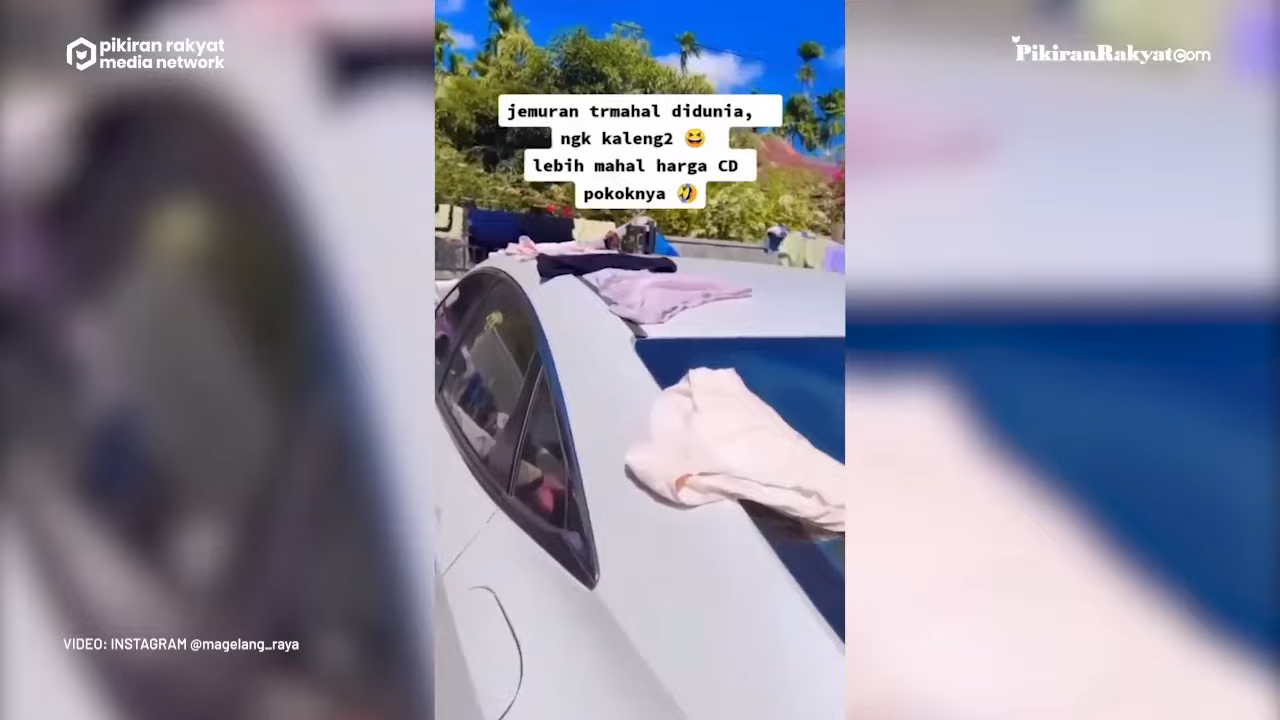 pikiran rakyat
media network
PikiranRakyat.com
jemuran trmahal didunia,
ngk kaleng2 😆
lebih mahal harga CD
pokoknya 🤣
VIDEO: INSTAGRAM @magelang_raya